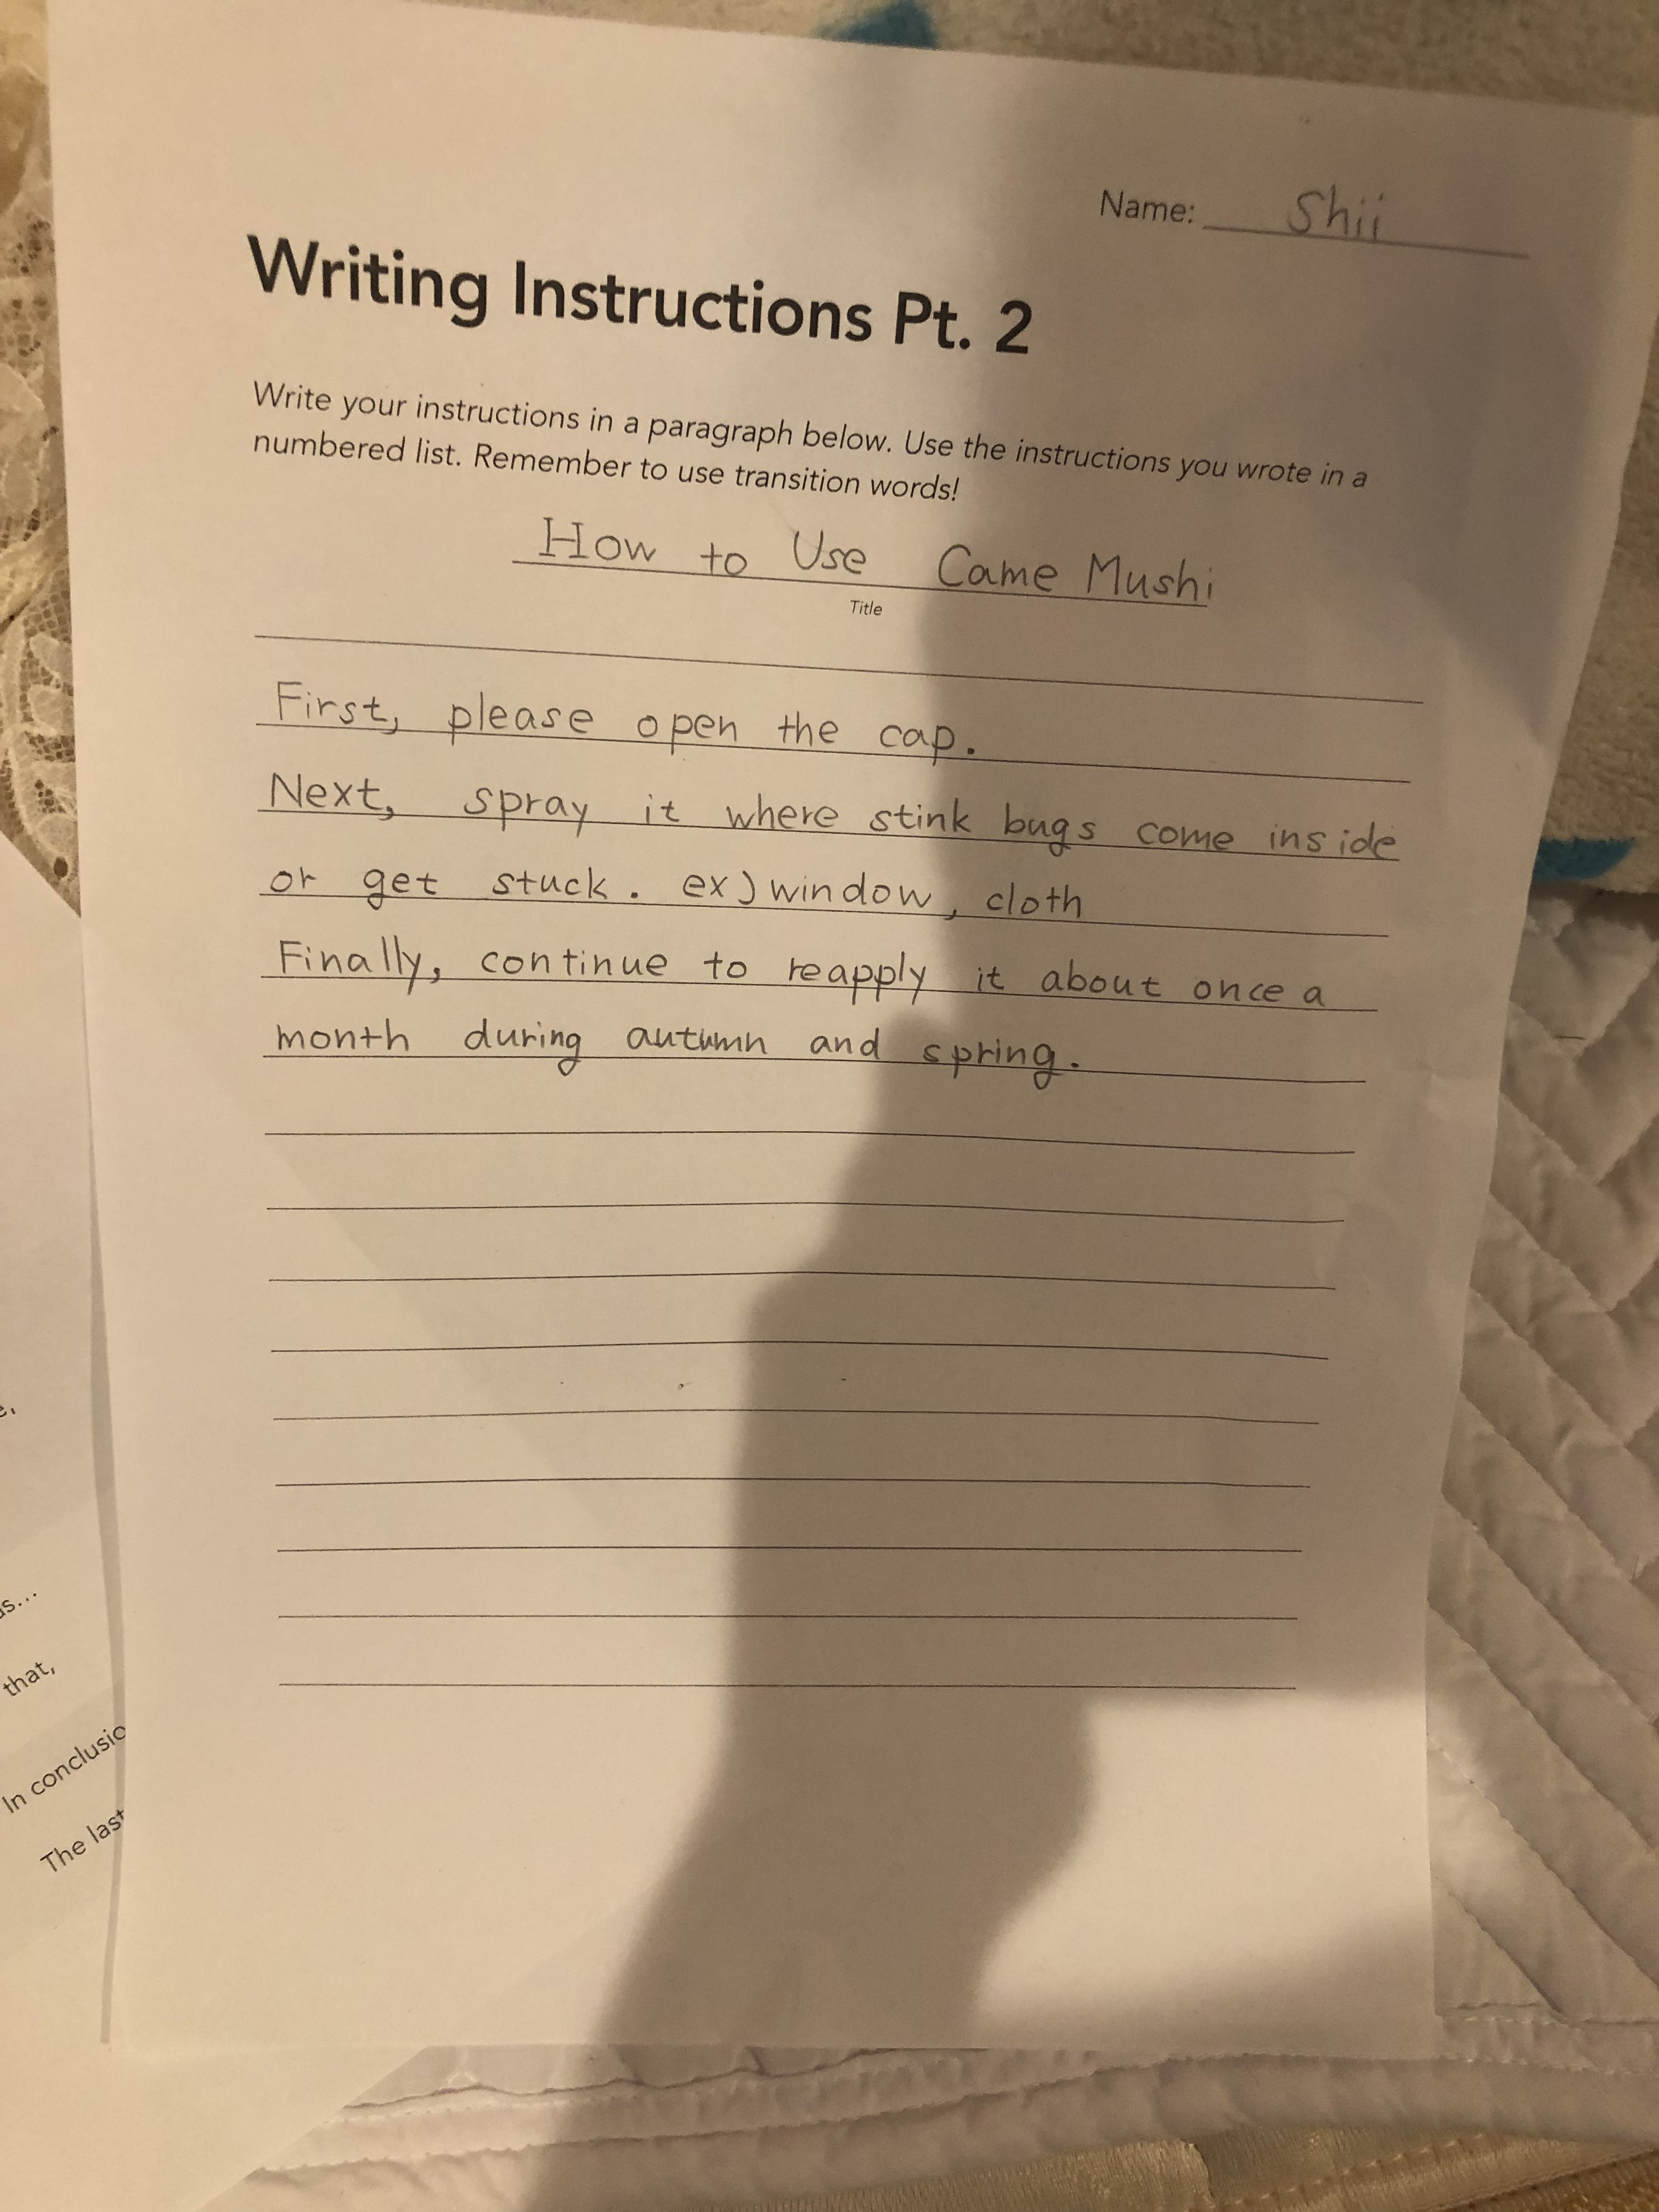 Name: Shii
Writing Instructions Pt. 2
Write your instructions in a paragraph below. Use the instructions you wrote in a
numbered list. Remember to use transition words!
How to Use Came Mushi
Title
First, please open the cap.
Next, spray it where stink bugs come inside
or get stuck. ex) window, cloth
Finally, continue to reapply it about once a
month during autumn and spring.
that,
In conclusio
The last